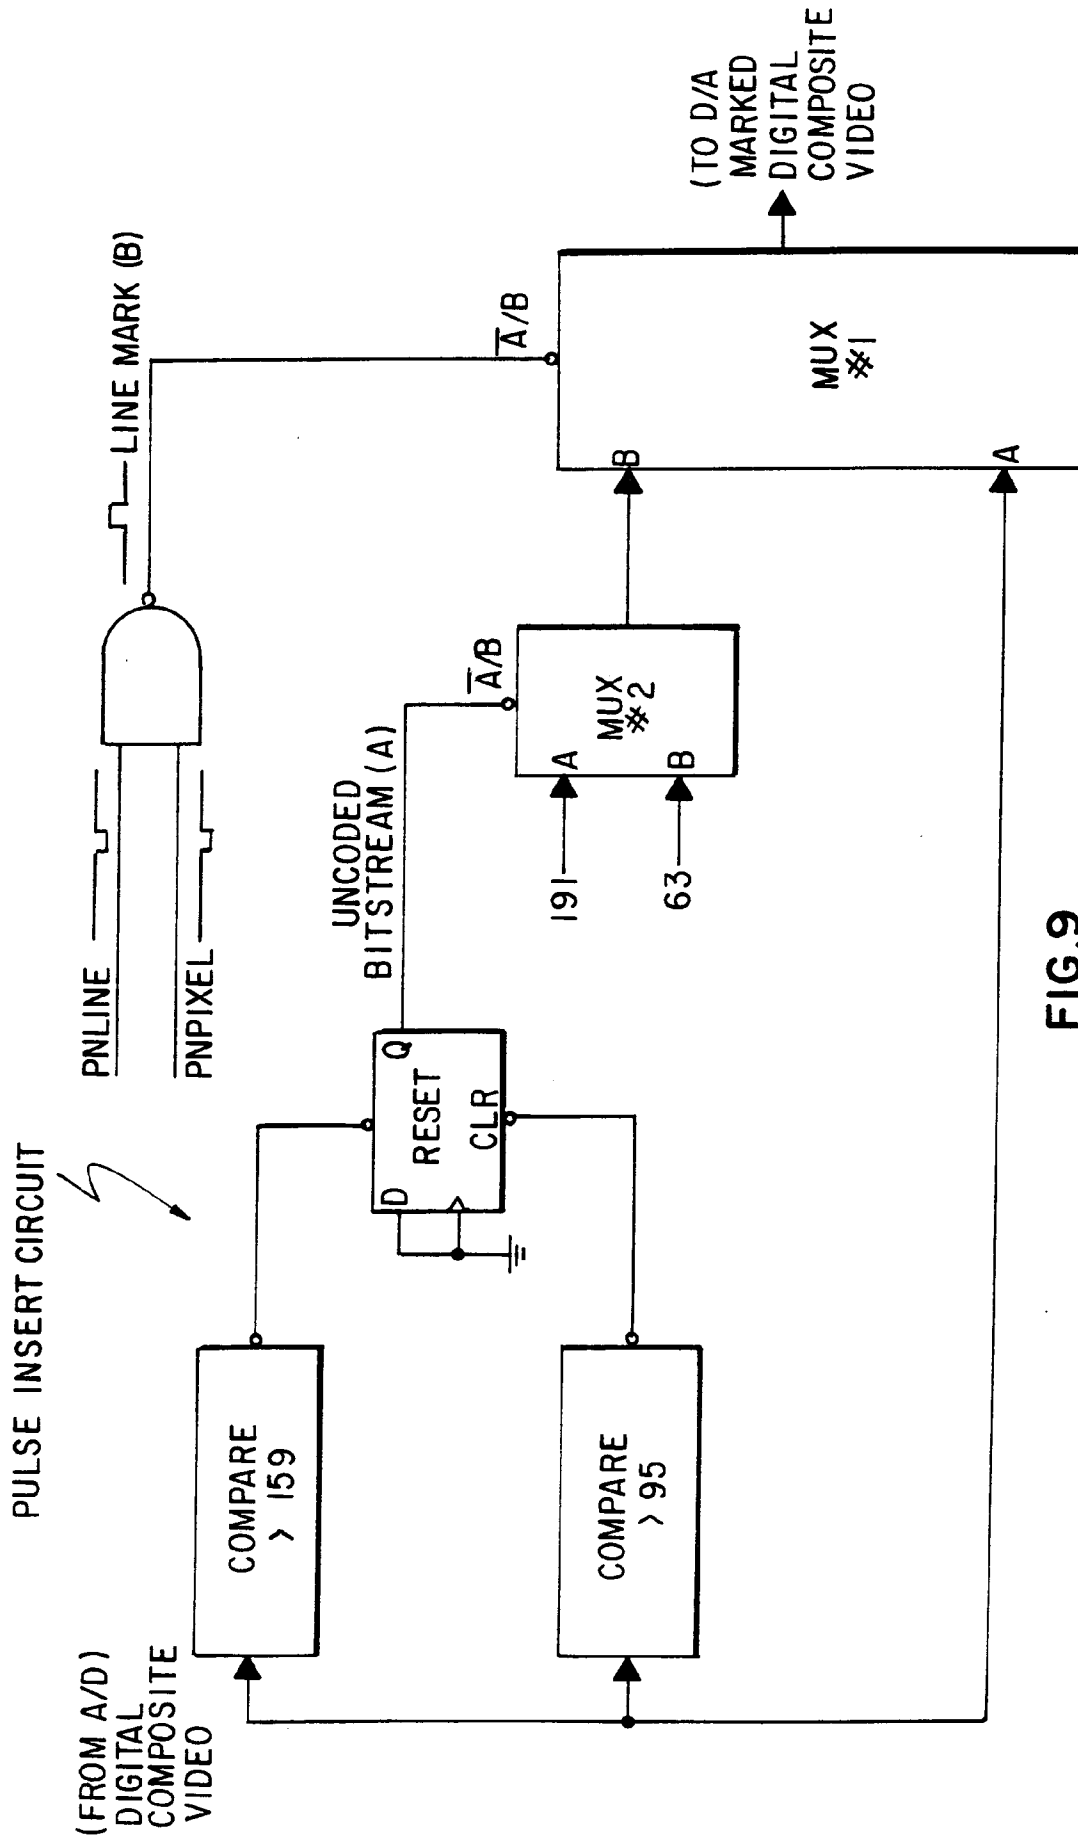 PULSE INSERT CIRCUIT
(FROM A/D)
DIGITAL
COMPOSITE
VIDEO
COMPARE
> 159
COMPARE
> 95
D
Q
RESET
CLR
PNLINE
PNPIXEL
LINE MARK (B)
UNCODED
BITSTREAM (A)
191
63
A
B
A/B
MUX
#2
A/B
B
A
MUX
#1
(TO D/A
MARKED
DIGITAL
COMPOSITE
VIDEO
FIG.9